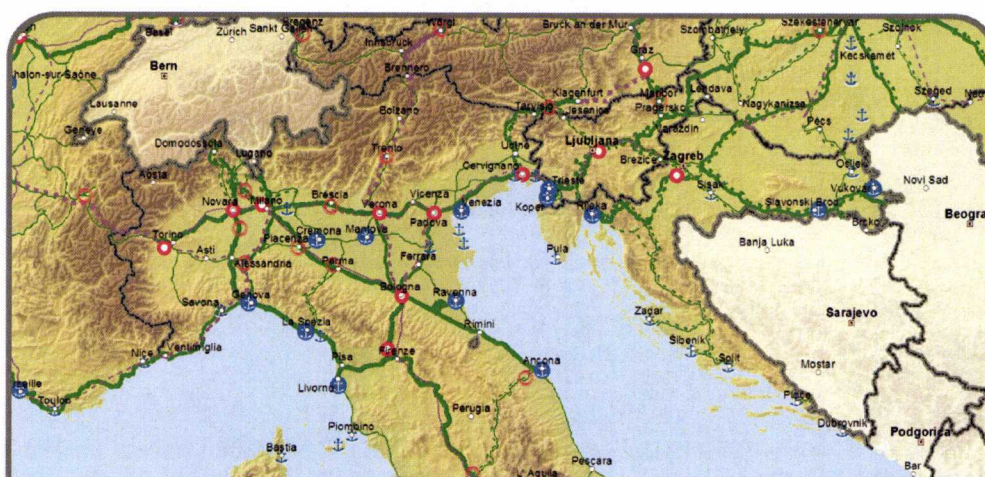 Basel
Zürich
Sankt Gallen
Bregenz
Wörgl
Bruck an der Mur
Szombathely
Székesfehérvár
Szolnok
Kecskemét
Innsbruck
Graz
Bern
Brennero
Chalon-sur-Saône
Klagenfurt
Maribor
Lendava
Nagykanizsa
Szeged
Lausanne
Bolzano
Tarvisio
Jesenice
Pragersko
Varazdin
Pécs
Genève
Domodossola
Lugano
Trento
Udine
Ljubljana
Brezice
Zagreb
Osijek
Aosta
Cervignano
Trieste
Sisak
Vukovar
Novi Sad
Novara
Milano
Brescia
Verona
Vicenza
Padova
Venezia
Koper
Rijeka
Slavonski Brod
Brcko
Beogra
Torino
Asti
Piacenza
Cremona
Mantova
Pula
Banja Luka
Alessandria
Parma
Ferrara
Savona
Genova
Bologna
Ravenna
Zadar
Sarajevo
La Spezia
Rimini
Sibenik
Split
Nice
Ventimiglia
Pisa
Firenze
Ancona
Mostar
seille
Toulon
Livorno
Perugia
Ploce
Piombino
Dubrovnik
Podgorica
Bastia
L' Aquila
Pescara
Bar